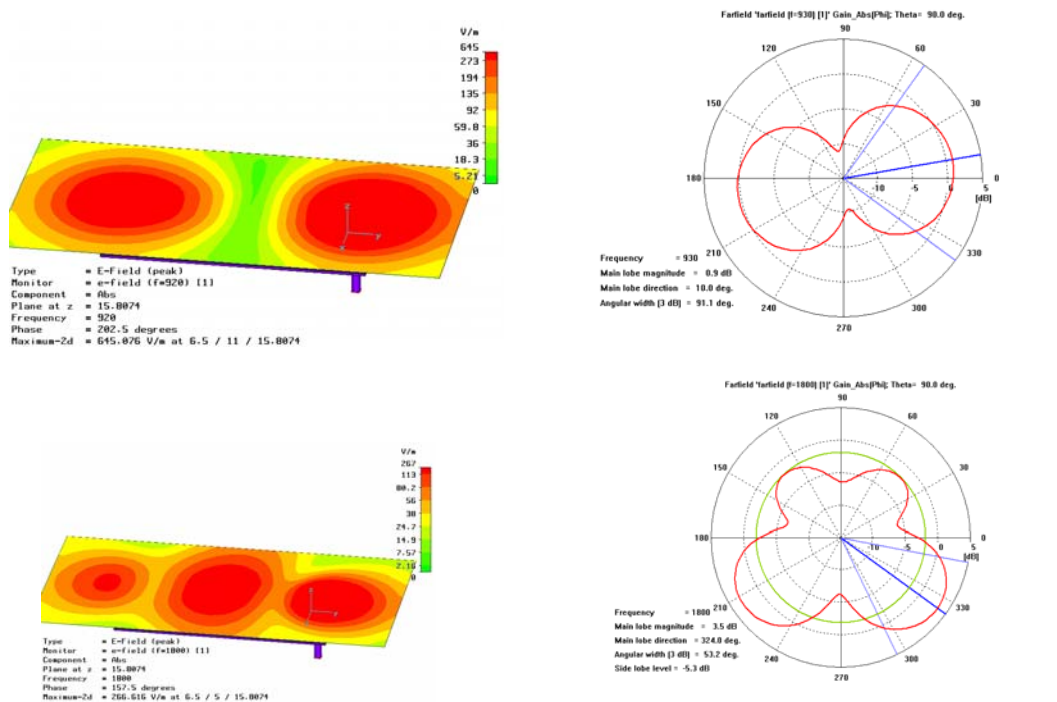 V/m
645
273
194
135
92
59.8
36
18.3
5.21
0
Type = E-Field (peak)
Monitor = e-field (f=920) [1]
Component = Abs
Plane at z = 15.8074
Frequency = 920
Phase = 202.5 degrees
Maximum-2d = 645.076 V/m at 6.5 / 11 / 15.8074
Farfield 'farfield (f=930) [1]' Gain_Abs(Phi); Theta= 90.0 deg.
90
120
60
150
30
180
-10
-5
0
5
0
[dB]
210
330
240
300
270
Frequency = 930
Main lobe magnitude = 0.9 dB
Main lobe direction = 10.0 deg.
Angular width (3 dB) = 91.1 deg.
V/m
267
113
80.2
56
38
24.7
14.9
7.57
2.16
0
Type = E-Field (peak)
Monitor = e-field (f=1800) [1]
Component = Abs
Plane at z = 15.8074
Frequency = 1800
Phase = 157.5 degrees
Maximum-2d = 266.616 V/m at 6.5 / 5 / 15.8074
Farfield 'farfield (f=1800) [1]' Gain_Abs(Phi); Theta= 90.0 deg.
90
120
60
150
30
180
-10
-5
0
5
0
[dB]
210
330
240
300
270
Frequency = 1800
Main lobe magnitude = 3.5 dB
Main lobe direction = 324.0 deg.
Angular width (3 dB) = 53.2 deg.
Side lobe level = -5.3 dB